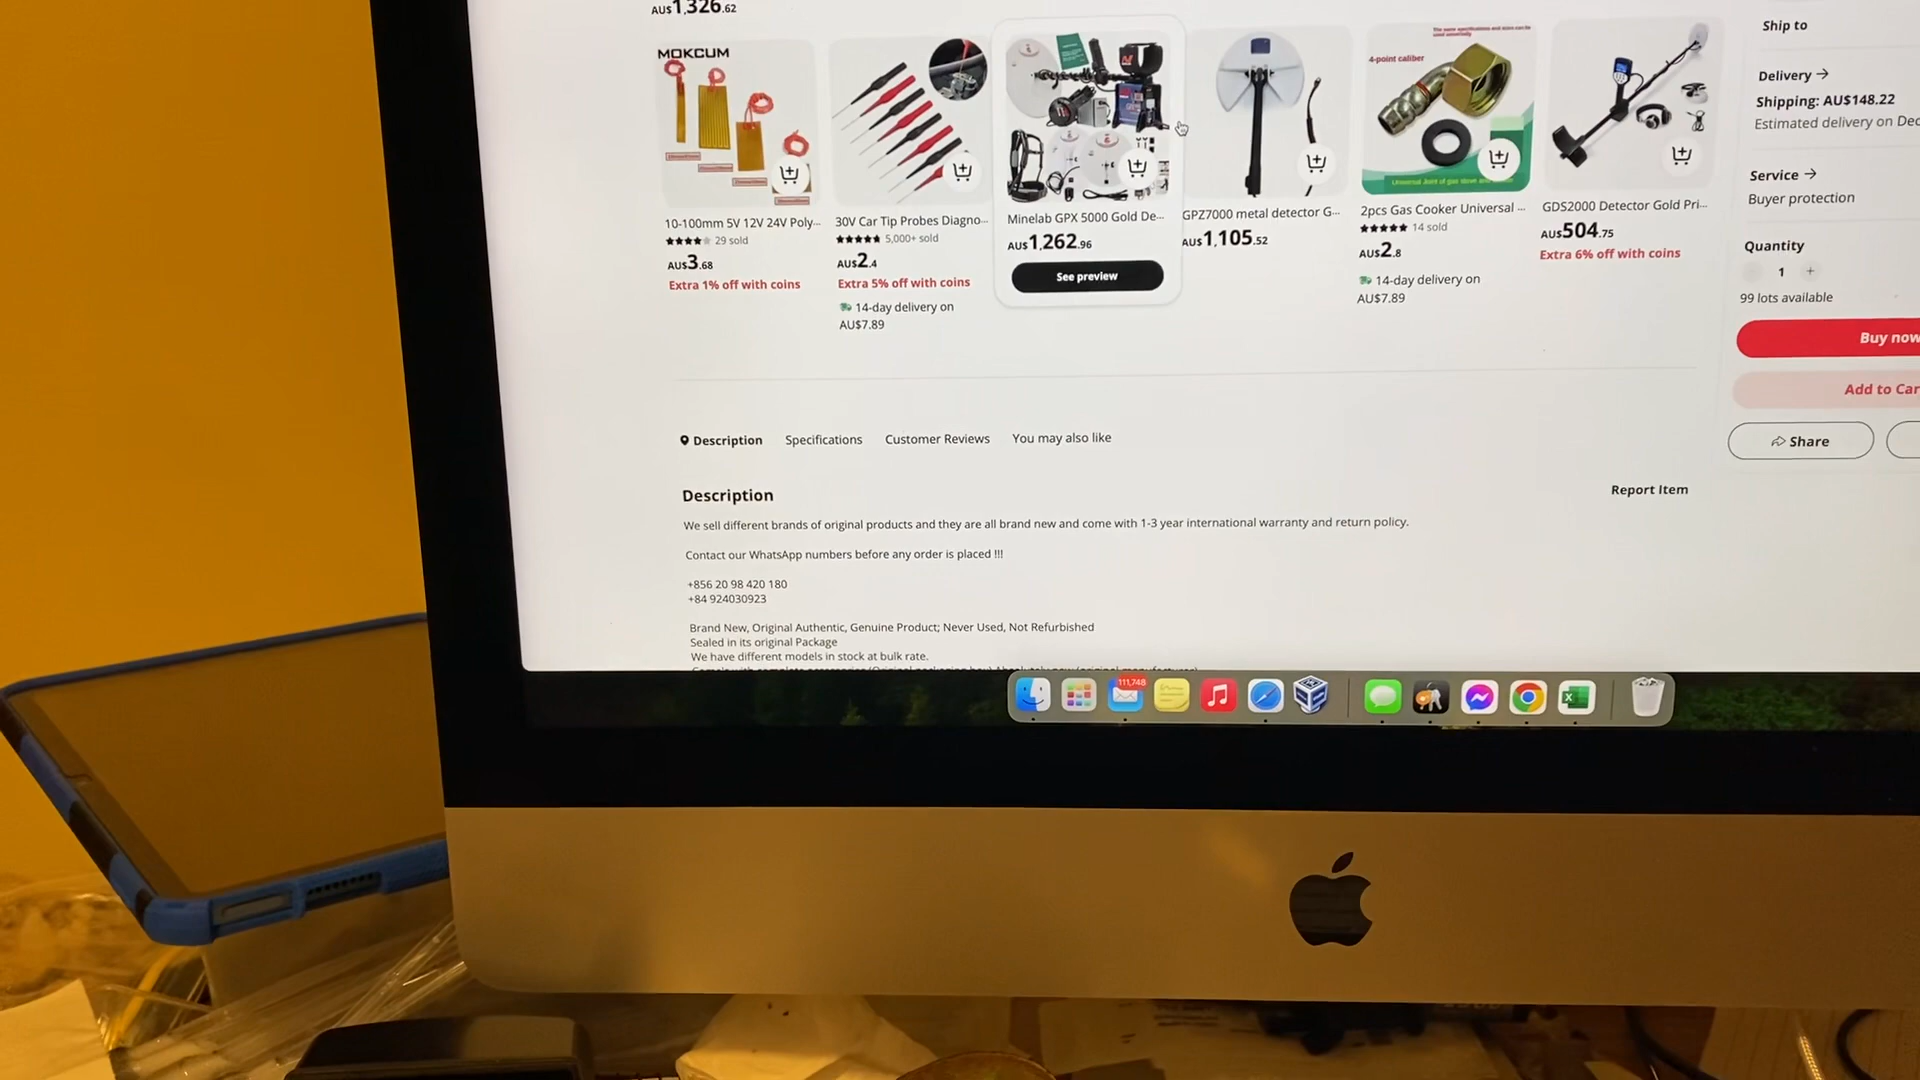 AU$1,326.62
MOKCUM
4-point caliber
10-100mm 5V 12V 24V Poly...
29 sold
AU$3.68
Extra 1% off with coins
30V Car Tip Probes Diagno...
5,000+ sold
AU$2.4
Extra 5% off with coins
14-day delivery on
AU$7.89
Minelab GPX 5000 Gold De...
AU$1,262.96
See preview
GPZ7000 metal detector G...
AU$1,105.52
2pcs Gas Cooker Universal ...
14 sold
AU$2.8
14-day delivery on
AU$7.89
GDS2000 Detector Gold Pri...
AU$504.75
Extra 6% off with coins
Ship to
Delivery
Shipping: AU$148.22
Estimated delivery on Dec
Service
Buyer protection
Quantity
1 +
99 lots available
Buy now
Add to Car
Share
Description Specifications Customer Reviews You may also like
Description
Report Item
We sell different brands of original products and they are all brand new and come with 1-3 year international warranty and return policy.
Contact our WhatsApp numbers before any order is placed !!!
+856 20 98 420 180
+84 924030923
Brand New, Original Authentic, Genuine Product; Never Used, Not Refurbished
Sealed in its original Package
We have different models in stock at bulk rate.
111,748